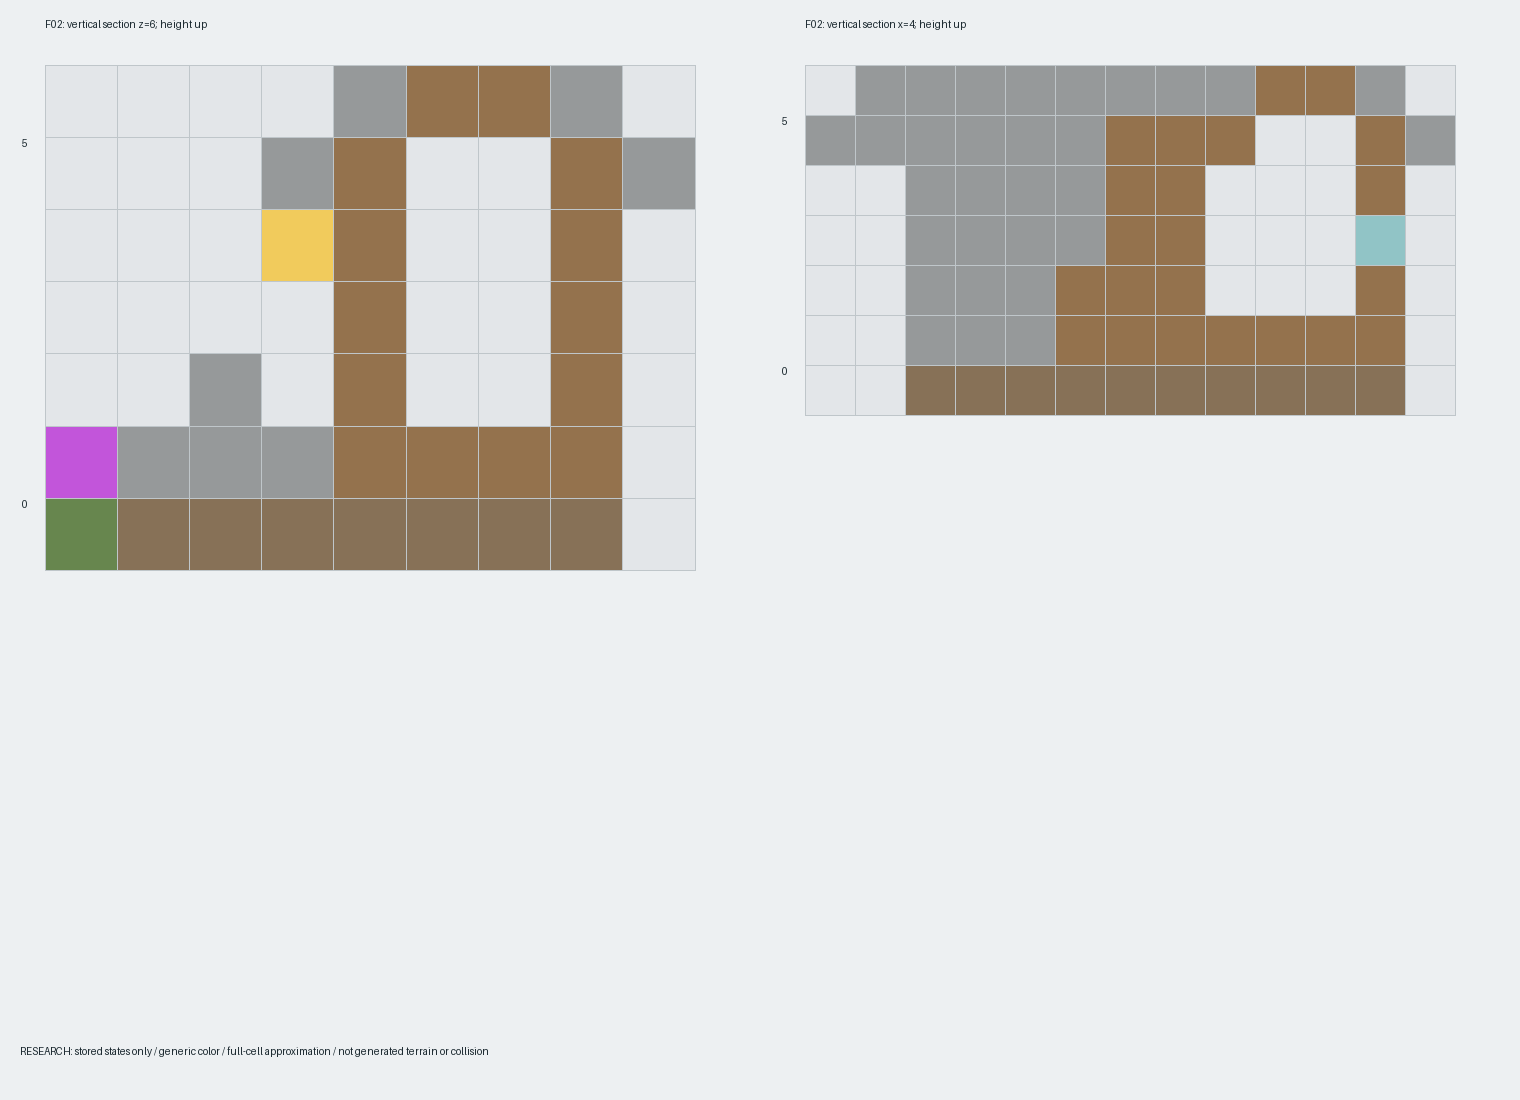 F02: vertical section z=6; height up
F02: vertical section x=4; height up
5
0
5
0
RESEARCH: stored states only / generic color / full-cell approximation / not generated terrain or collision